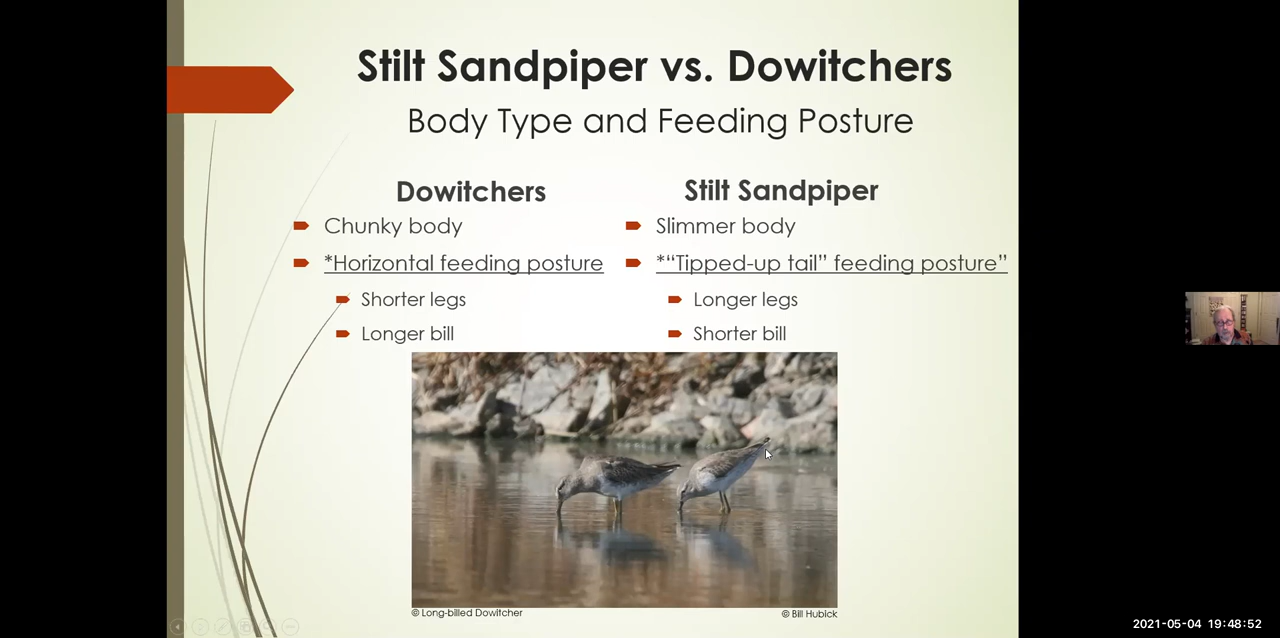 Stilt Sandpiper vs. Dowitchers
Body Type and Feeding Posture
Dowitchers
Chunky body
*Horizontal feeding posture
Shorter legs
Longer bill
Stilt Sandpiper
Slimmer body
*“Tipped-up tail” feeding posture”
Longer legs
Shorter bill
© Long-billed Dowitcher
© Bill Hubick
2021-05-04 19:48:52